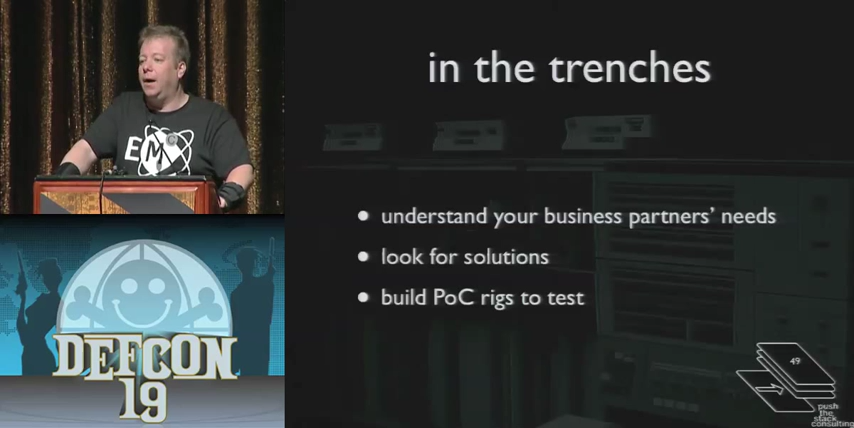 in the trenches
EM
• understand your business partners' needs
• look for solutions
• build PoC rigs to test
DEFCON
19
49
push
the
stack
consulting